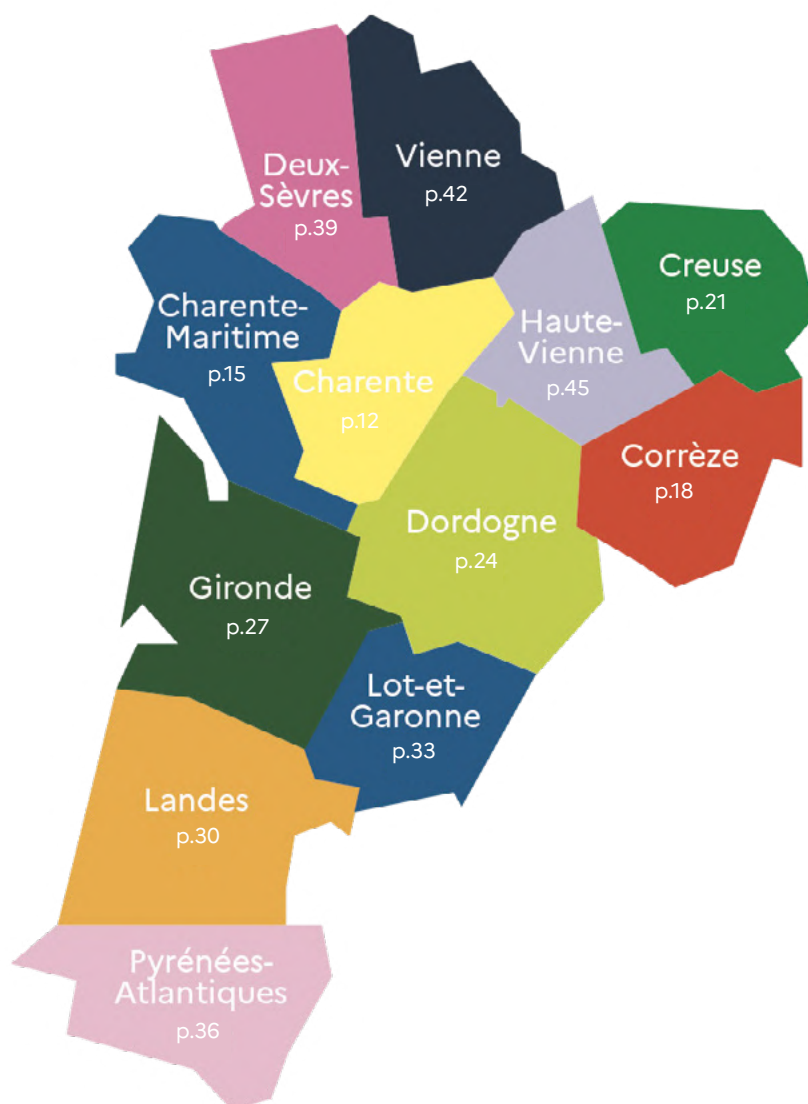 Deux-
Sèvres
p.39
Vienne
p.42
Charente-
Maritime
p.15
Charente
p.12
Haute-
Vienne
p.45
Creuse
p.21
Corrèze
p.18
Dordogne
p.24
Gironde
p.27
Lot-et-
Garonne
p.33
Landes
p.30
Pyrénées-
Atlantiques
p.36